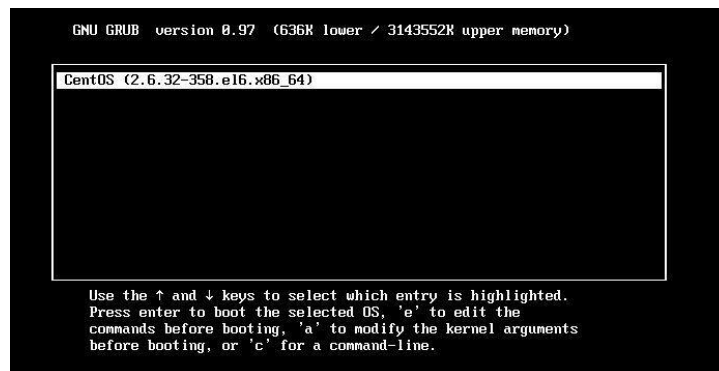 GNU GRUB  version 0.97  (636K lower / 3143552K upper memory)
CentOS (2.6.32-358.el6.x86_64)
Use the ↑ and ↓ keys to select which entry is highlighted.
Press enter to boot the selected OS, 'e' to edit the
commands before booting, 'a' to modify the kernel arguments
before booting, or 'c' for a command-line.